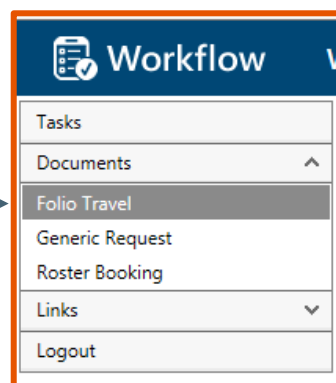 Workflow
Tasks
Documents
Folio Travel
Generic Request
Roster Booking
Links
Logout